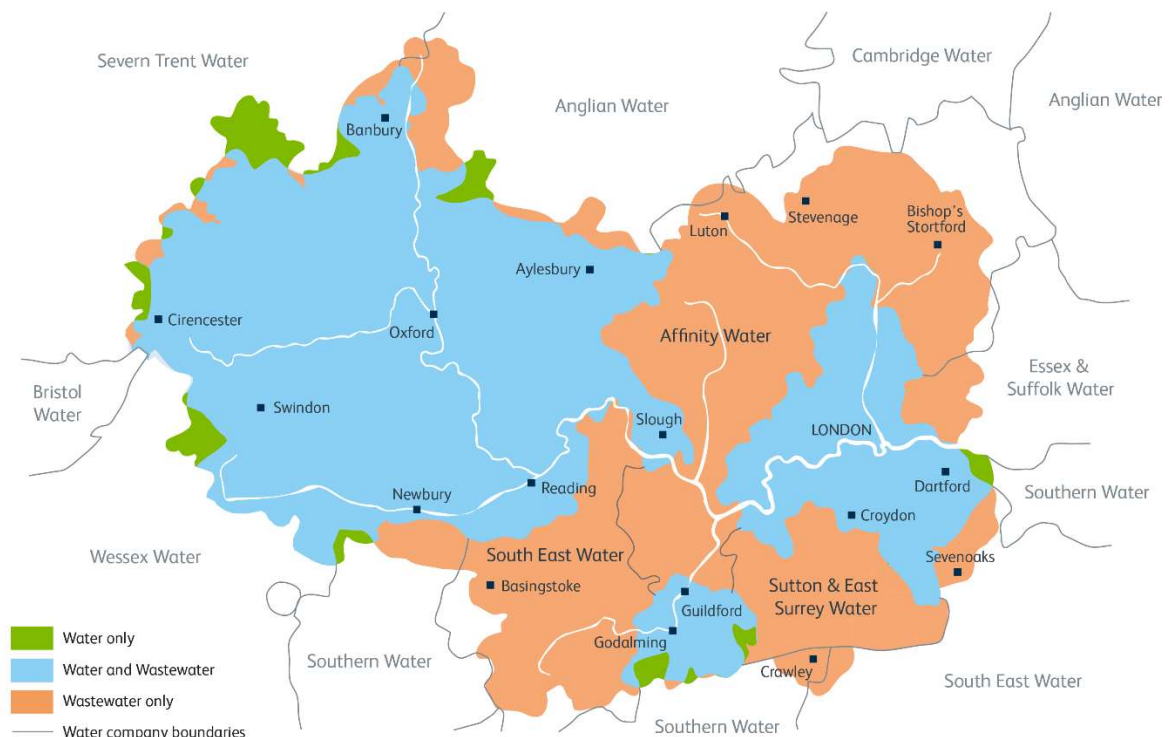 Severn Trent Water
Cambridge Water
Anglian Water
Anglian Water
Banbury
Stevenage
Luton
Bishop's
Stortford
Aylesbury
Cirencester
Oxford
Affinity Water
Bristol
Water
Essex &
Suffolk Water
Swindon
Slough
LONDON
Reading
Dartford
Newbury
Southern Water
Croydon
Wessex Water
South East Water
Sevenoaks
Basingstoke
Sutton & East
Surrey Water
Guildford
Godalming
Water only
Southern Water
Water and Wastewater
Crawley
South East Water
Wastewater only
Southern Water
Water company boundaries